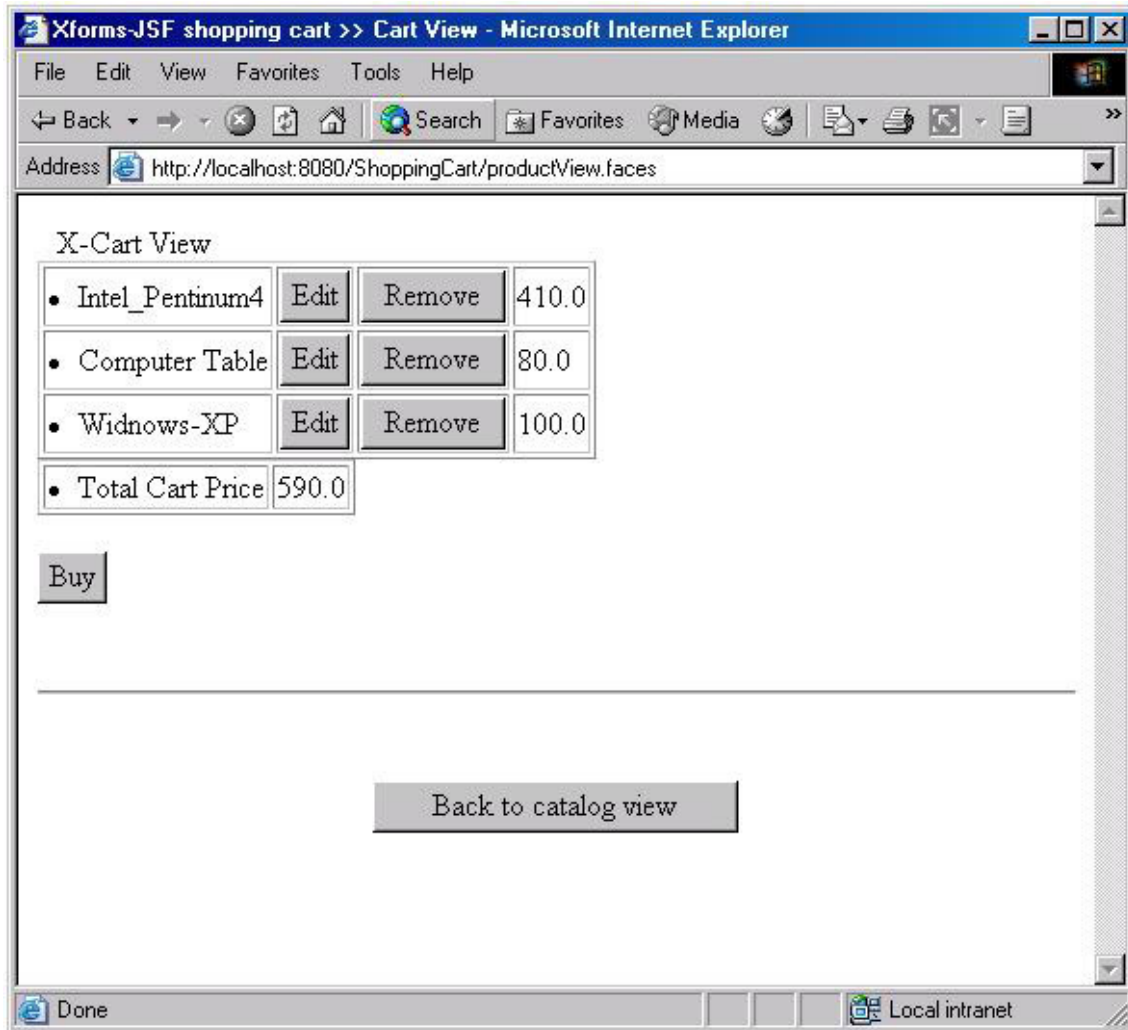 Xforms-JSF shopping cart >> Cart View - Microsoft Internet Explorer
File Edit View Favorites Tools Help
Back Search Favorites Media »
Address http://localhost:8080/ShoppingCart/productView.faces
X-Cart View
• Intel_Pentinum4 Edit Remove 410.0
• Computer Table Edit Remove 80.0
• Widnows-XP Edit Remove 100.0
• Total Cart Price 590.0
Buy
Back to catalog view
Done Local intranet